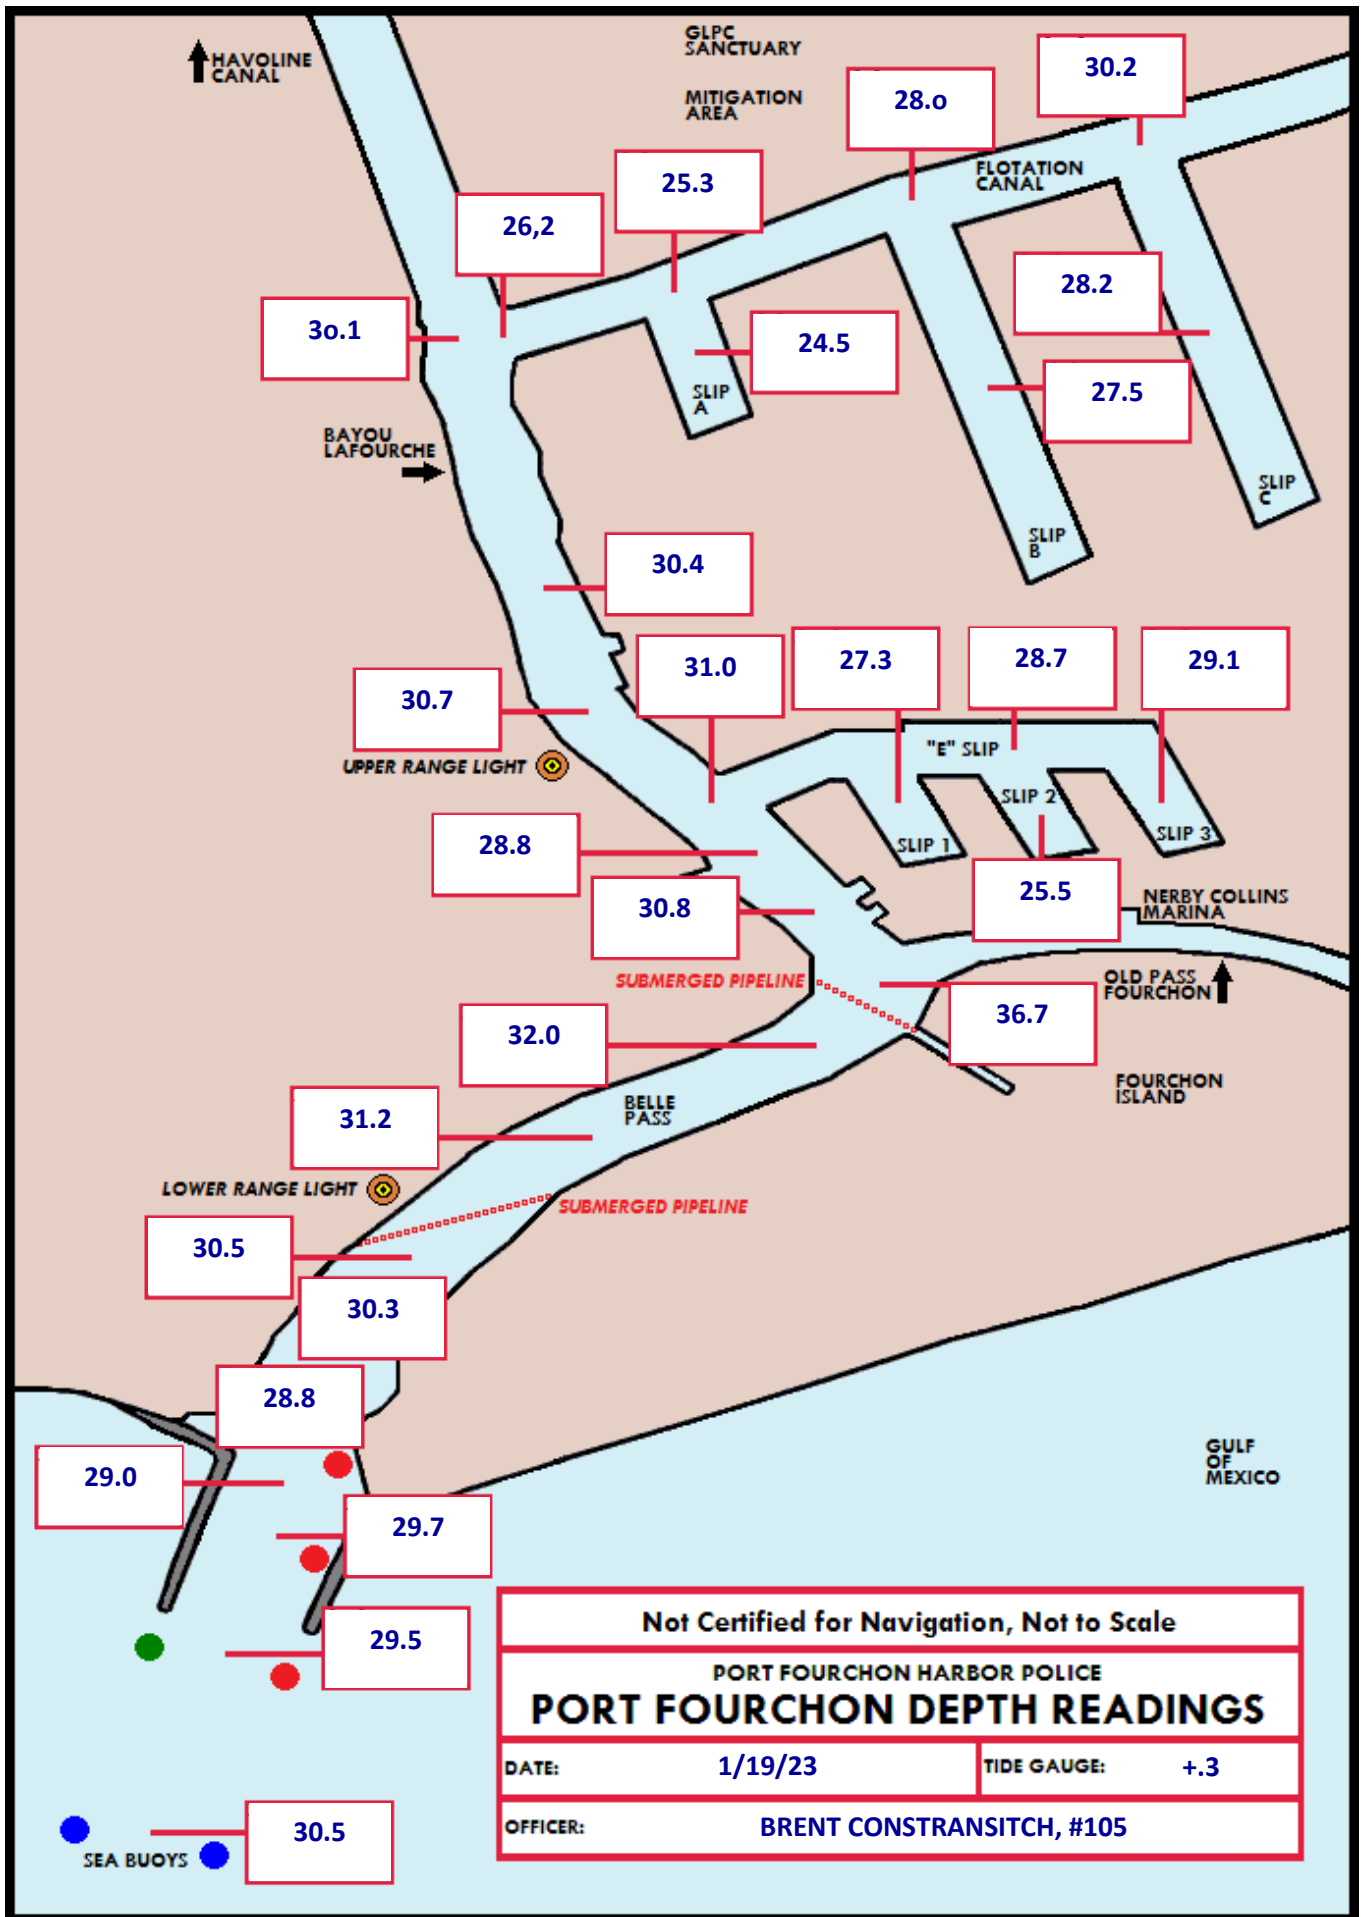 HAVOLINE
CANAL
GLPC
SANCTUARY
MITIGATION
AREA
30.2
28.o
FLOTATION
CANAL
25.3
26,2
28.2
3o.1
24.5
27.5
SLIP
A
BAYOU
LAFOURCHE
SLIP
C
SLIP
B
30.4
31.0
27.3
28.7
29.1
30.7
"E" SLIP
UPPER RANGE LIGHT
SLIP 2
SLIP 1
SLIP 3
28.8
25.5
30.8
NERBY COLLINS
MARINA
SUBMERGED PIPELINE
OLD PASS
FOURCHON
36.7
32.0
FOURCHON
ISLAND
BELLE
PASS
31.2
LOWER RANGE LIGHT
SUBMERGED PIPELINE
30.5
30.3
28.8
GULF
OF
MEXICO
29.0
29.7
29.5
Not Certified for Navigation, Not to Scale
PORT FOURCHON HARBOR POLICE
PORT FOURCHON DEPTH READINGS
DATE: 1/19/23 TIDE GAUGE: +.3
OFFICER: BRENT CONSTRANSITCH, #105
30.5
SEA BUOYS